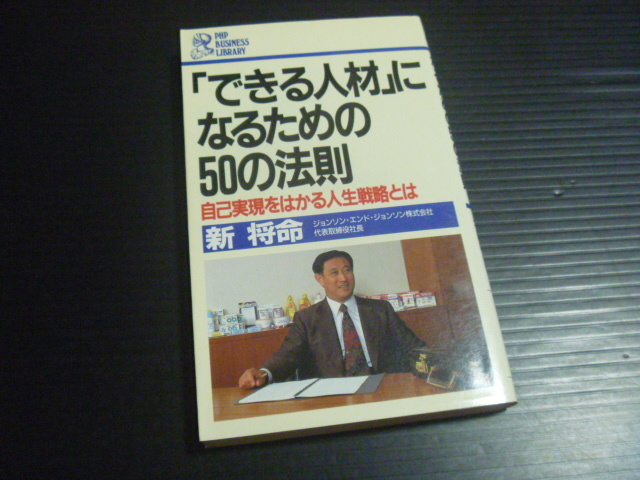 PHP
BUSINESS
LIBRARY
「できる人材」に
なるための
50の法則
自己実現をはかる人生戦略とは
新 将命
ジョンソン・エンド・ジョンソン株式会社
代表取締役社長